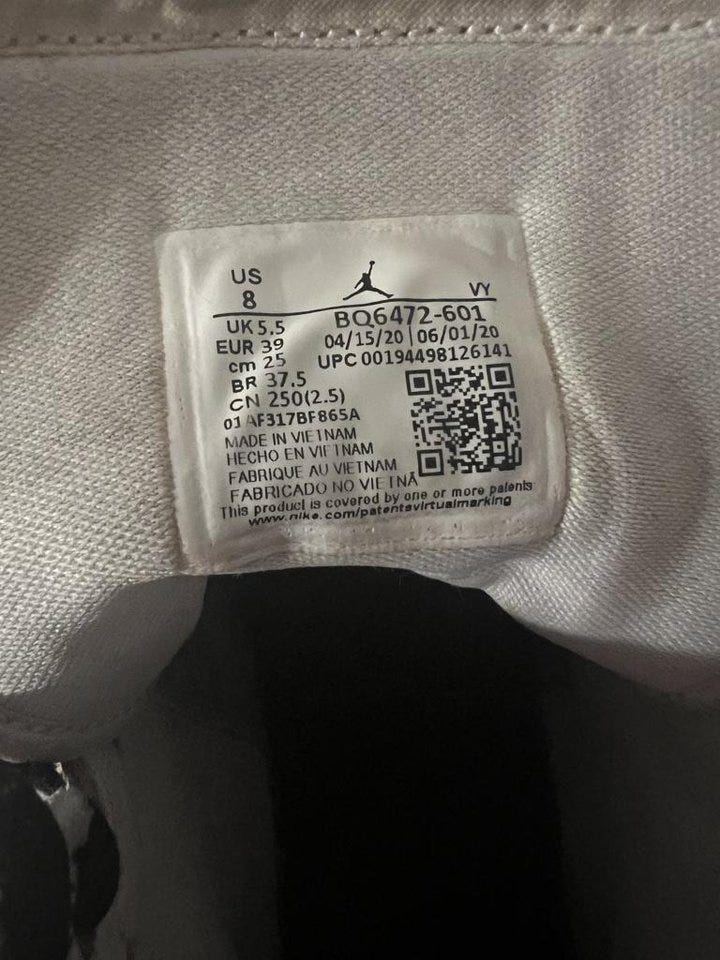 US
8
VY
UK 5.5
BQ6472-601
EUR 39
04/15/20 | 06/01/20
cm 25
UPC 00194498126141
BR 37.5
CN 250(2.5)
01 AF317BF865A
MADE IN VIETNAM
HECHO EN VIETNAM
FABRIQUE AU VIETNAM
FABRICADO NO VIETNÃ
This product is covered by one or more patents
www.nike.com/patentsvirtualmarking